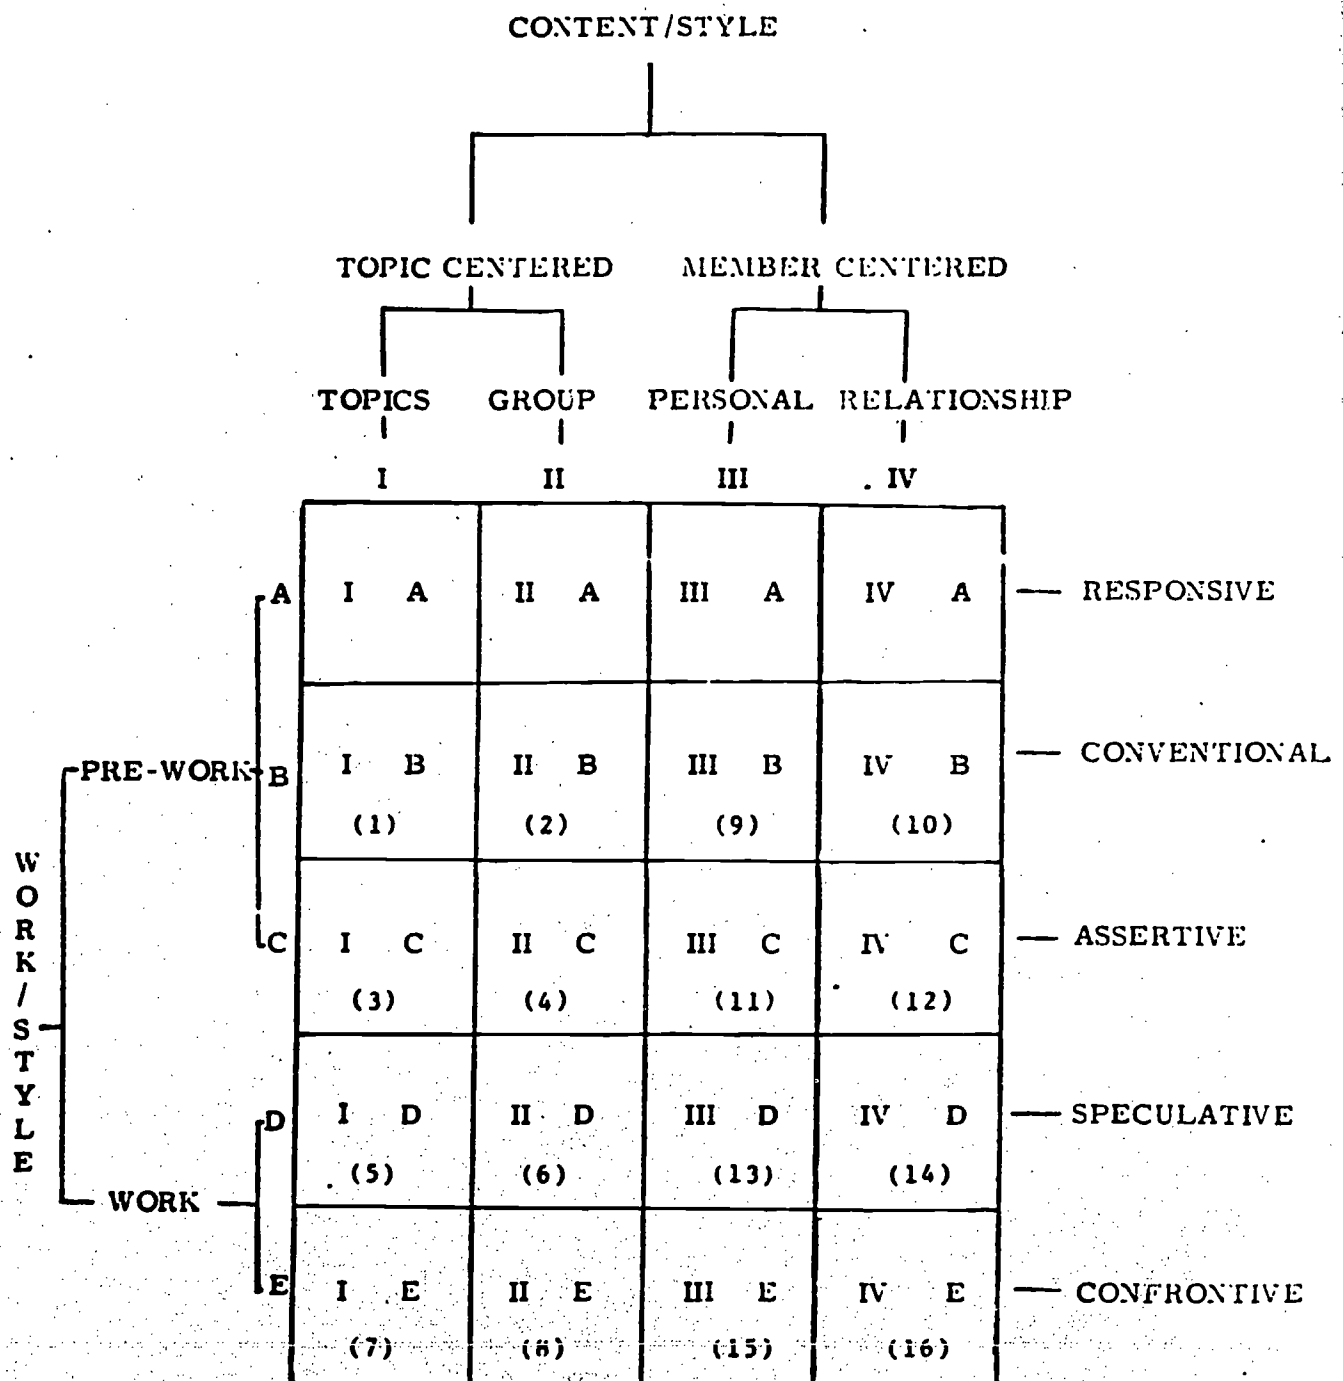 CONTENT/STYLE
TOPIC CENTERED MEMBER CENTERED
TOPICS GROUP PERSONAL RELATIONSHIP
I II III IV
A I A II A III A IV A RESPONSIVE
PRE-WORK B I B II B III B IV B CONVENTIONAL
(1) (2) (9) (10)
WORK/STYLE
C I C II C III C IV C ASSERTIVE
(3) (4) (11) (12)
D I D II D III D IV D SPECULATIVE
(5) (6) (13) (14)
WORK
E I E II E III E IV E CONFRONTIVE
(7) (8) (15) (16)